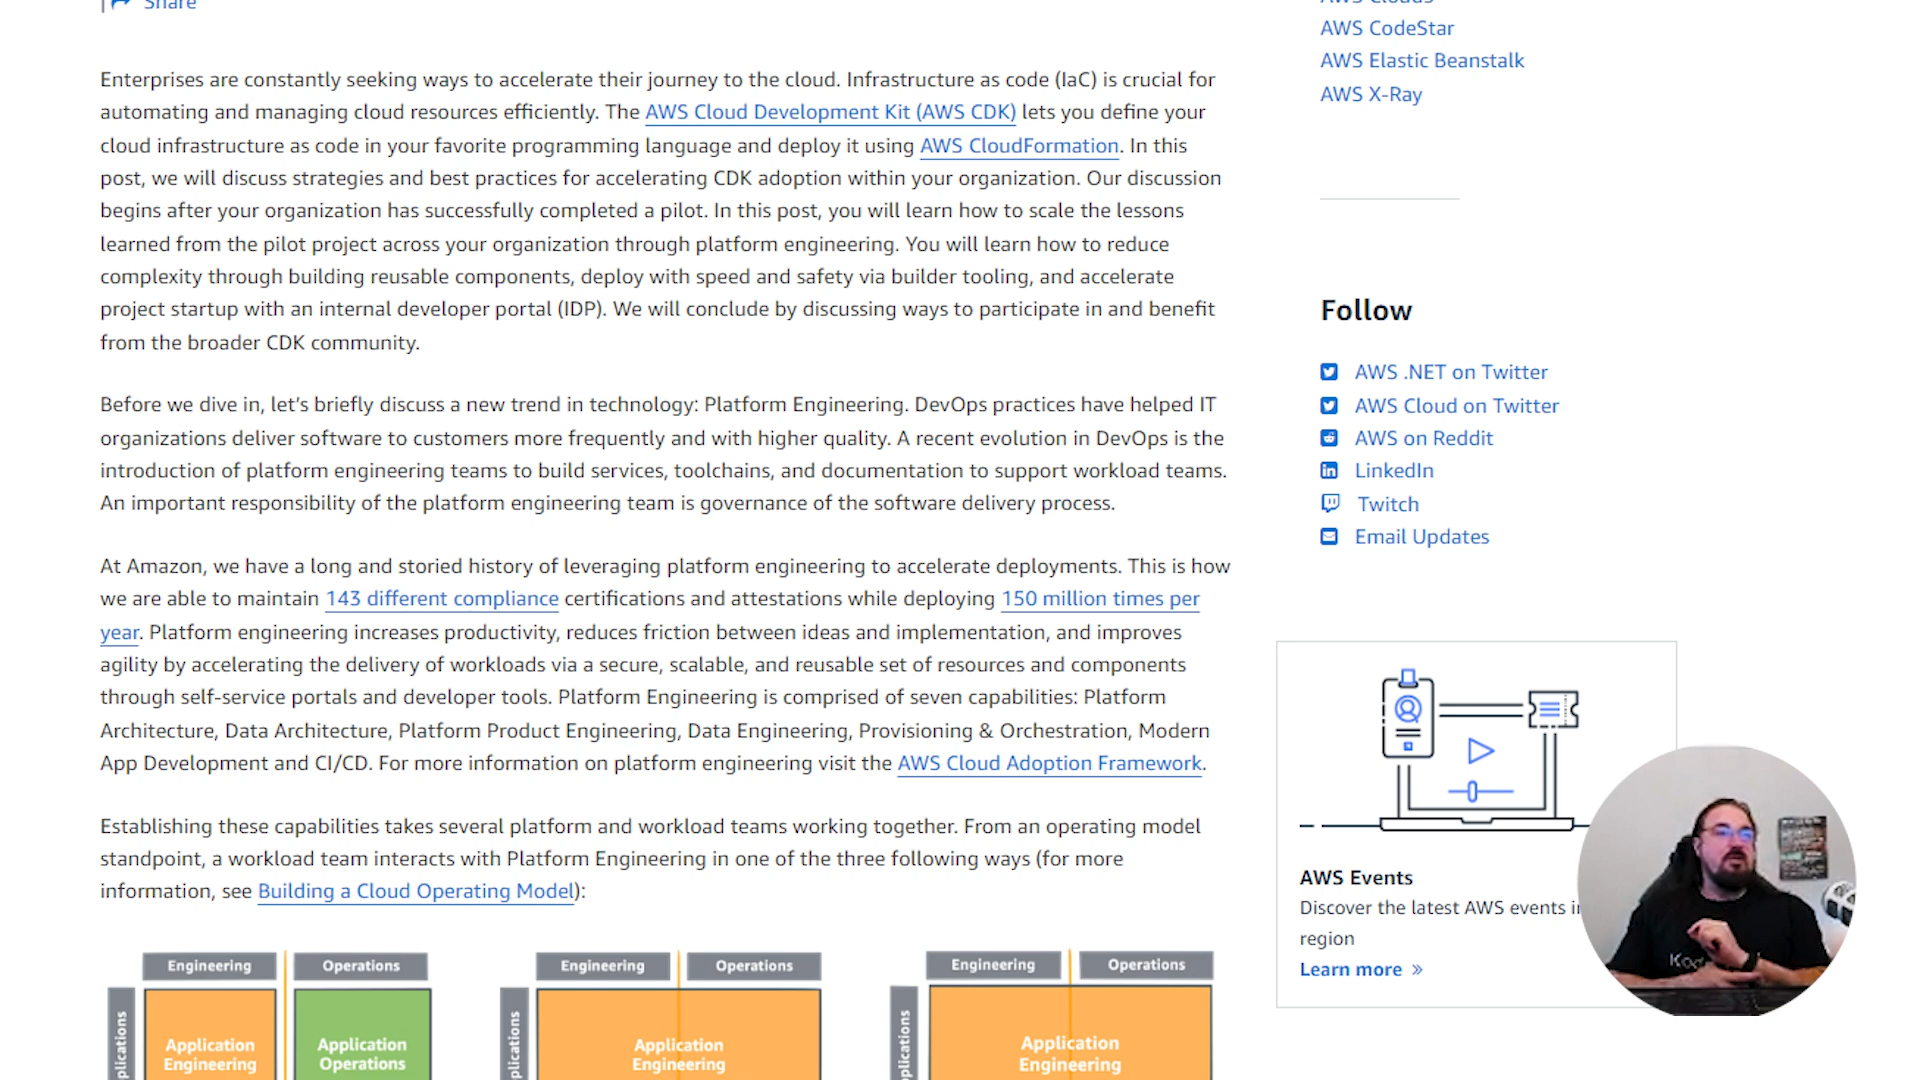 Share
Enterprises are constantly seeking ways to accelerate their journey to the cloud. Infrastructure as code (IaC) is crucial for
automating and managing cloud resources efficiently. The AWS Cloud Development Kit (AWS CDK) lets you define your
cloud infrastructure as code in your favorite programming language and deploy it using AWS CloudFormation. In this
post, we will discuss strategies and best practices for accelerating CDK adoption within your organization. Our discussion
begins after your organization has successfully completed a pilot. In this post, you will learn how to scale the lessons
learned from the pilot project across your organization through platform engineering. You will learn how to reduce
complexity through building reusable components, deploy with speed and safety via builder tooling, and accelerate
project startup with an internal developer portal (IDP). We will conclude by discussing ways to participate in and benefit
from the broader CDK community.
Before we dive in, let’s briefly discuss a new trend in technology: Platform Engineering. DevOps practices have helped IT
organizations deliver software to customers more frequently and with higher quality. A recent evolution in DevOps is the
introduction of platform engineering teams to build services, toolchains, and documentation to support workload teams.
An important responsibility of the platform engineering team is governance of the software delivery process.
At Amazon, we have a long and storied history of leveraging platform engineering to accelerate deployments. This is how
we are able to maintain 143 different compliance certifications and attestations while deploying 150 million times per
year. Platform engineering increases productivity, reduces friction between ideas and implementation, and improves
agility by accelerating the delivery of workloads via a secure, scalable, and reusable set of resources and components
through self-service portals and developer tools. Platform Engineering is comprised of seven capabilities: Platform
Architecture, Data Architecture, Platform Product Engineering, Data Engineering, Provisioning & Orchestration, Modern
App Development and CI/CD. For more information on platform engineering visit the AWS Cloud Adoption Framework.
Establishing these capabilities takes several platform and workload teams working together. From an operating model
standpoint, a workload team interacts with Platform Engineering in one of the three following ways (for more
information, see Building a Cloud Operating Model):
Engineering Operations
Application Engineering
Application Operations
Engineering Operations
Application Engineering
Engineering Operations
Application Engineering
AWS CodeStar
AWS Elastic Beanstalk
AWS X-Ray
Follow
AWS .NET on Twitter
AWS Cloud on Twitter
AWS on Reddit
LinkedIn
Twitch
Email Updates
AWS Events
Discover the latest AWS events
region
Learn more »